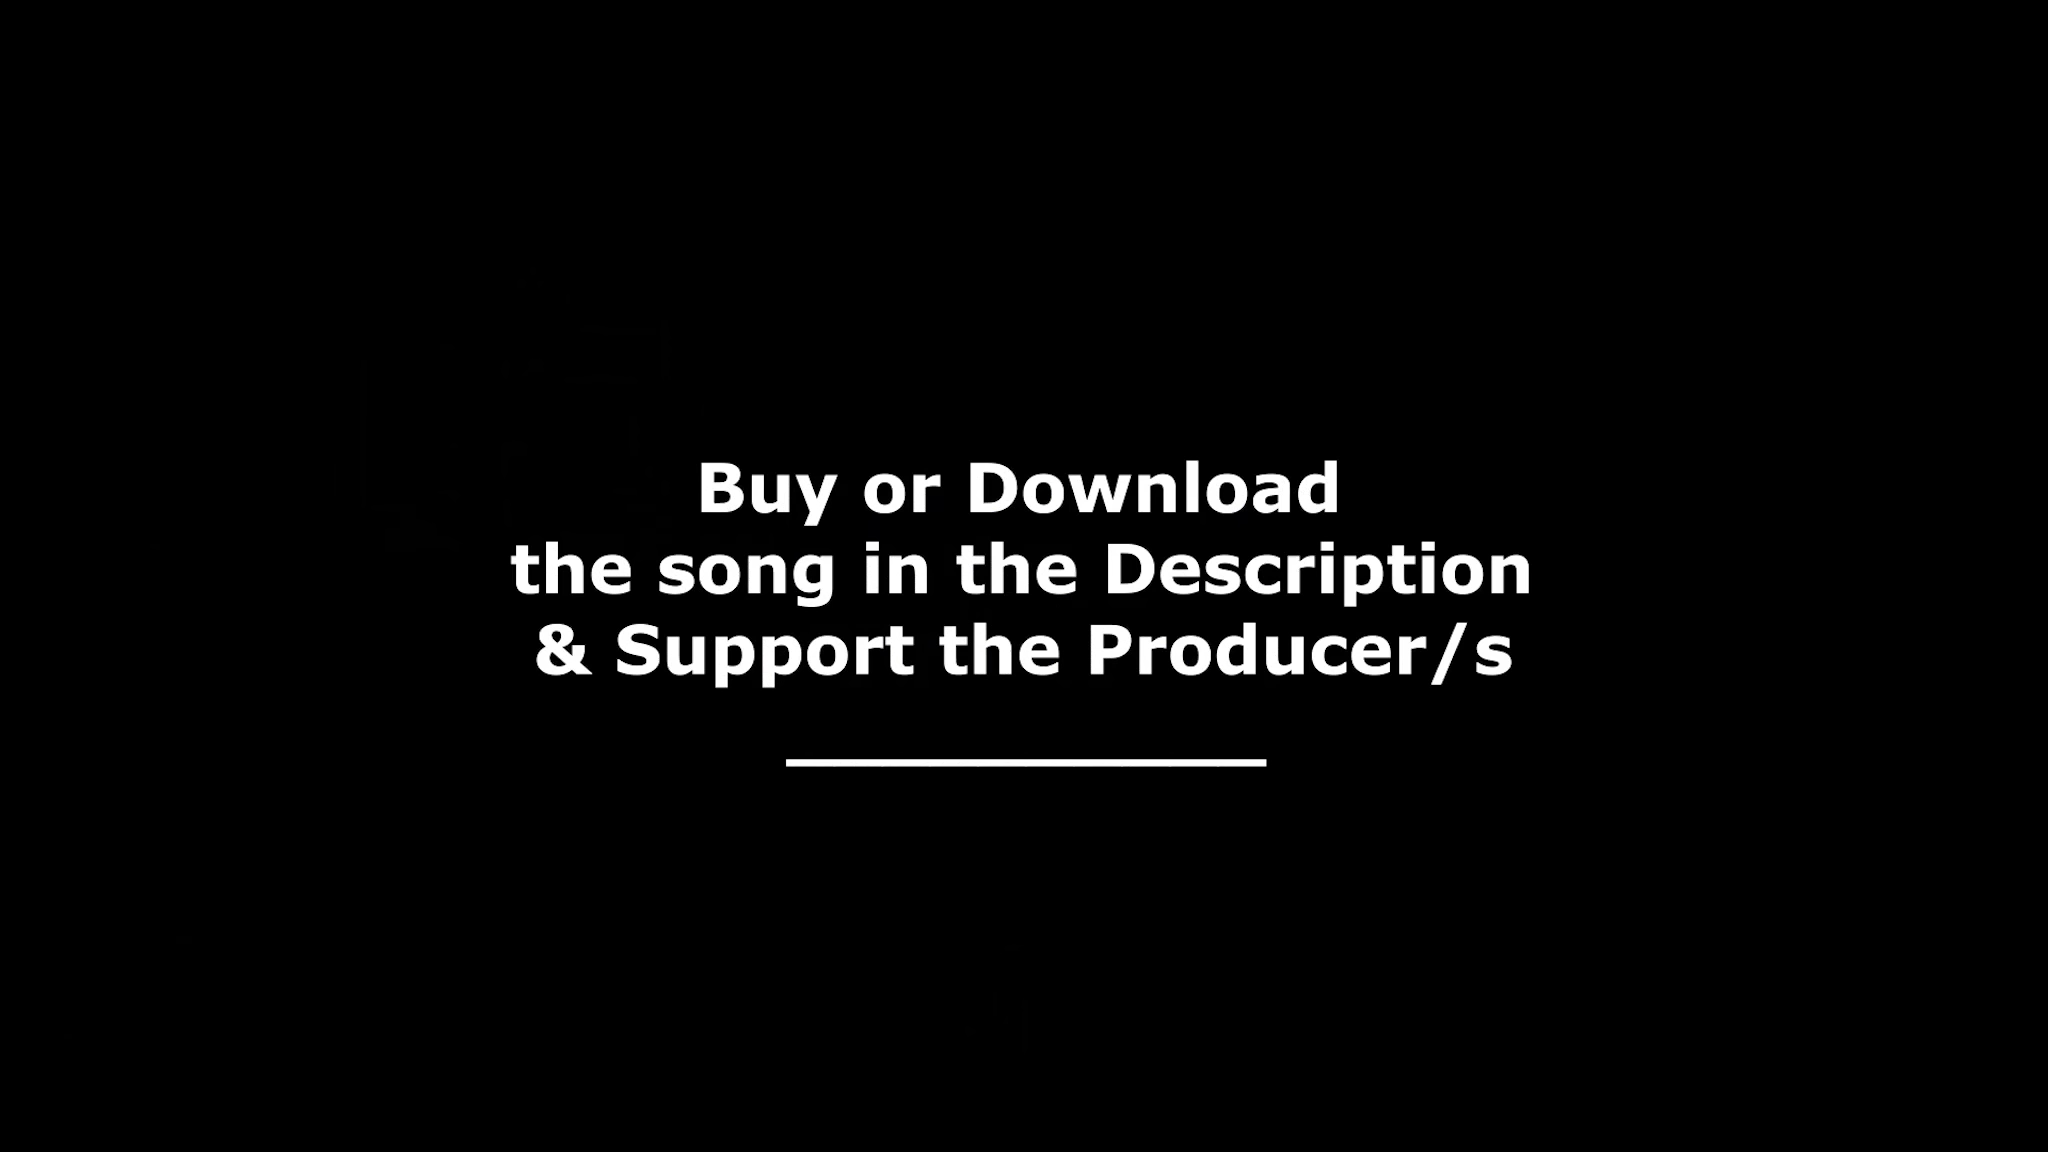 Buy or Download
the song in the Description
& Support the Producer/s